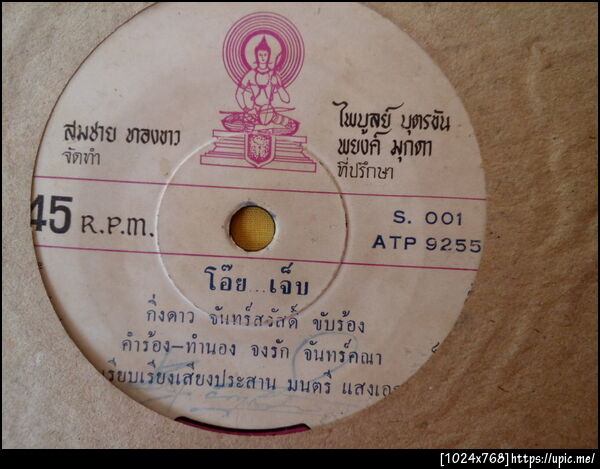 สมชาย ทองขาว
จัดทำ
ไพบูลย์ บุตรขัน
พยงค์ มุกดา
ที่ปรึกษา
45 R.P.M.
S. 001
ATP 9255
โอ๊ย...เจ็บ
กิ่งดาว จันทร์สวัสดิ์ ขับร้อง
คำร้อง-ทำนอง จงรัก จันทร์คณา
เรียบเรียงเสียงประสาน มนตรี
[1024x768]https://upic.me/